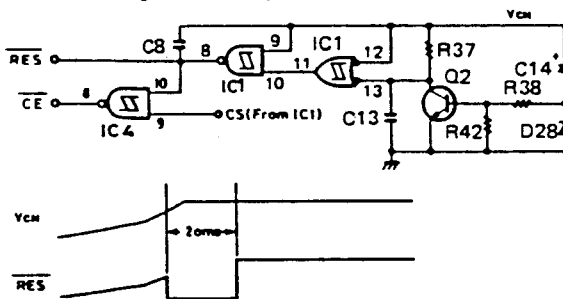 VCM
C8
IC1
12
R37
C14 +
RES
8
9
11
IC1
10
13
Q2
R38
CE
8
10
IC4
9
CS (From IC1)
C13
R42
D28
VCM
20ms
RES